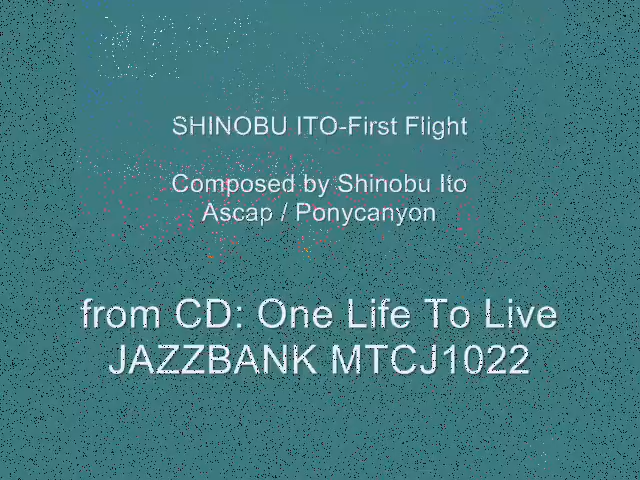 SHINOBU ITO-First Flight
Composed by Shinobu Ito
Ascap / Ponycanyon
from CD: One Life To Live
JAZZBANK MTCJ1022